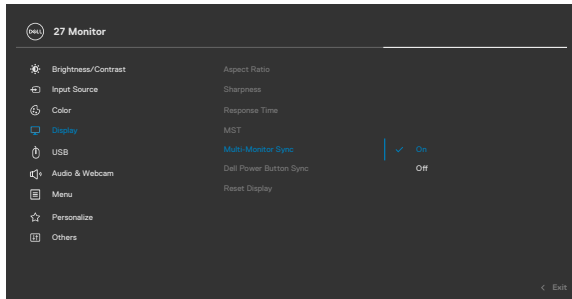 DELL
27 Monitor
Brightness/Contrast
Input Source
Color
Display
USB
Audio & Webcam
Menu
Personalize
Others
Aspect Ratio
Sharpness
Response Time
MST
Multi-Monitor Sync
Dell Power Button Sync
Reset Display
On
Off
< Exit